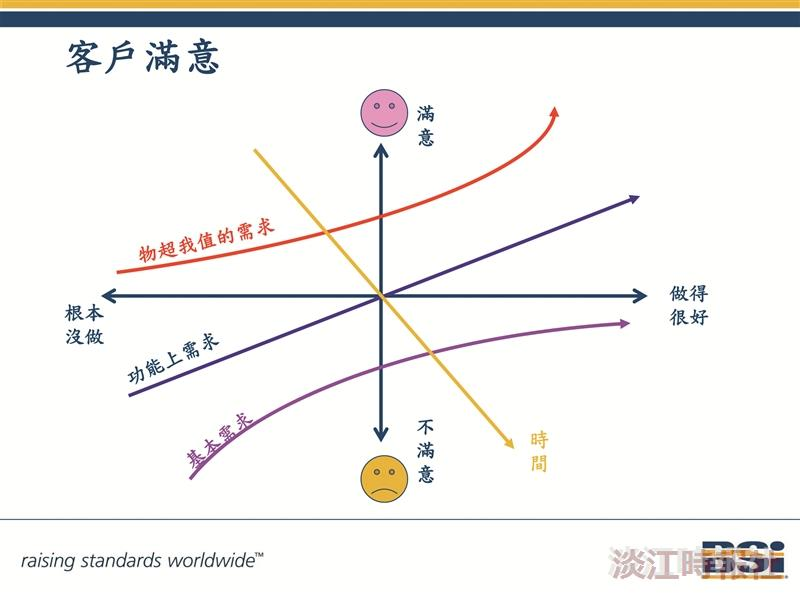 客戶滿意
滿
意
物超我值的需求
根本
沒做
做得
很好
功能上需求
基本需求
不
滿
意
時
間
raising standards worldwide™
BSi
淡江時報社